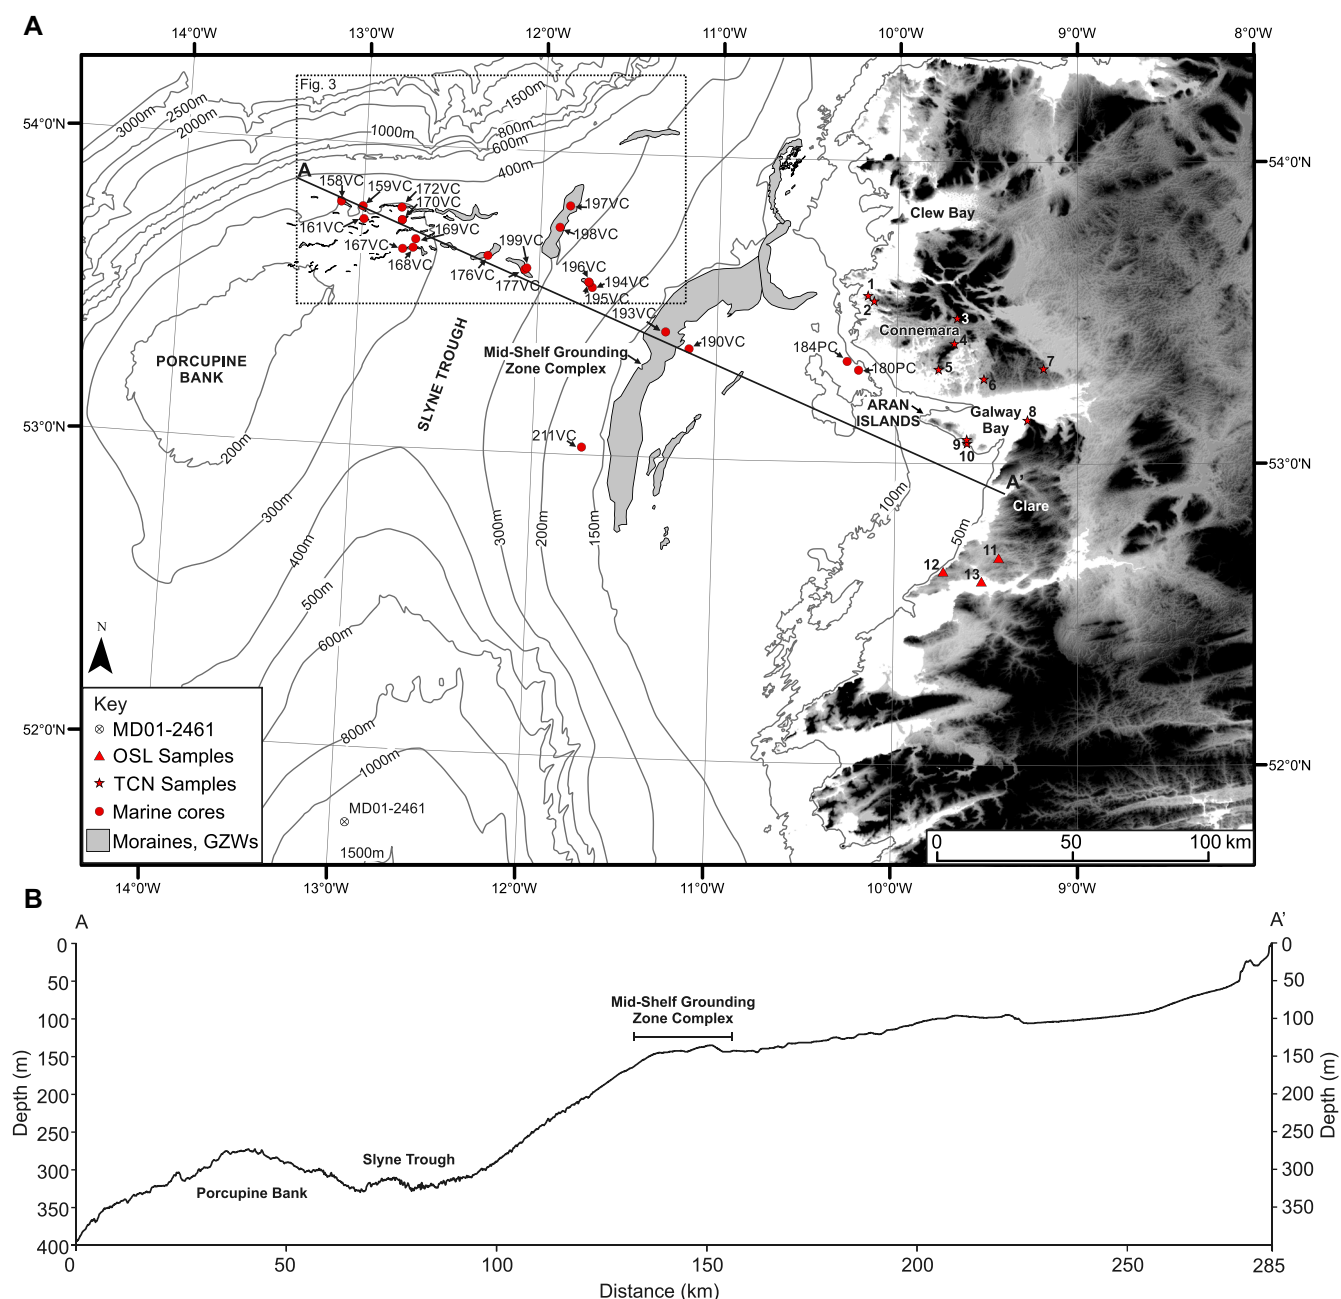 A
14°0'W
13°0'W
12°0'W
11°0'W
10°0'W
9°0'W
8°0'W
54°0'N
53°0'N
52°0'N
54°0'N
53°0'N
52°0'N
Fig. 3
3000m
2500m
2000m
1500m
1000m
800m
600m
400m
A
158VC
159VC
172VC
170VC
161VC
169VC
167VC
168VC
176VC
199VC
177VC
197VC
198VC
196VC
194VC
195VC
193VC
190VC
184PC
180PC
211VC
PORCUPINE
BANK
SLYNE TROUGH
Mid-Shelf Grounding
Zone Complex
Clew Bay
1
2
3
Connemara
4
5
6
7
8
ARAN
ISLANDS
Galway
Bay
9
10
A'
Clare
11
12
13
200m
300m
400m
500m
600m
800m
1000m
1500m
300m
200m
150m
100m
50m
MD01-2461
N
Key
MD01-2461
OSL Samples
TCN Samples
Marine cores
Moraines, GZWs
0
50
100 km
14°0'W
13°0'W
12°0'W
11°0'W
10°0'W
9°0'W
B
A
A'
0
50
100
150
200
250
300
350
400
Depth (m)
Mid-Shelf Grounding
Zone Complex
Slyne Trough
Porcupine Bank
0
50
100
150
200
250
300
350
Depth (m)
0
50
100
150
200
250
285
Distance (km)